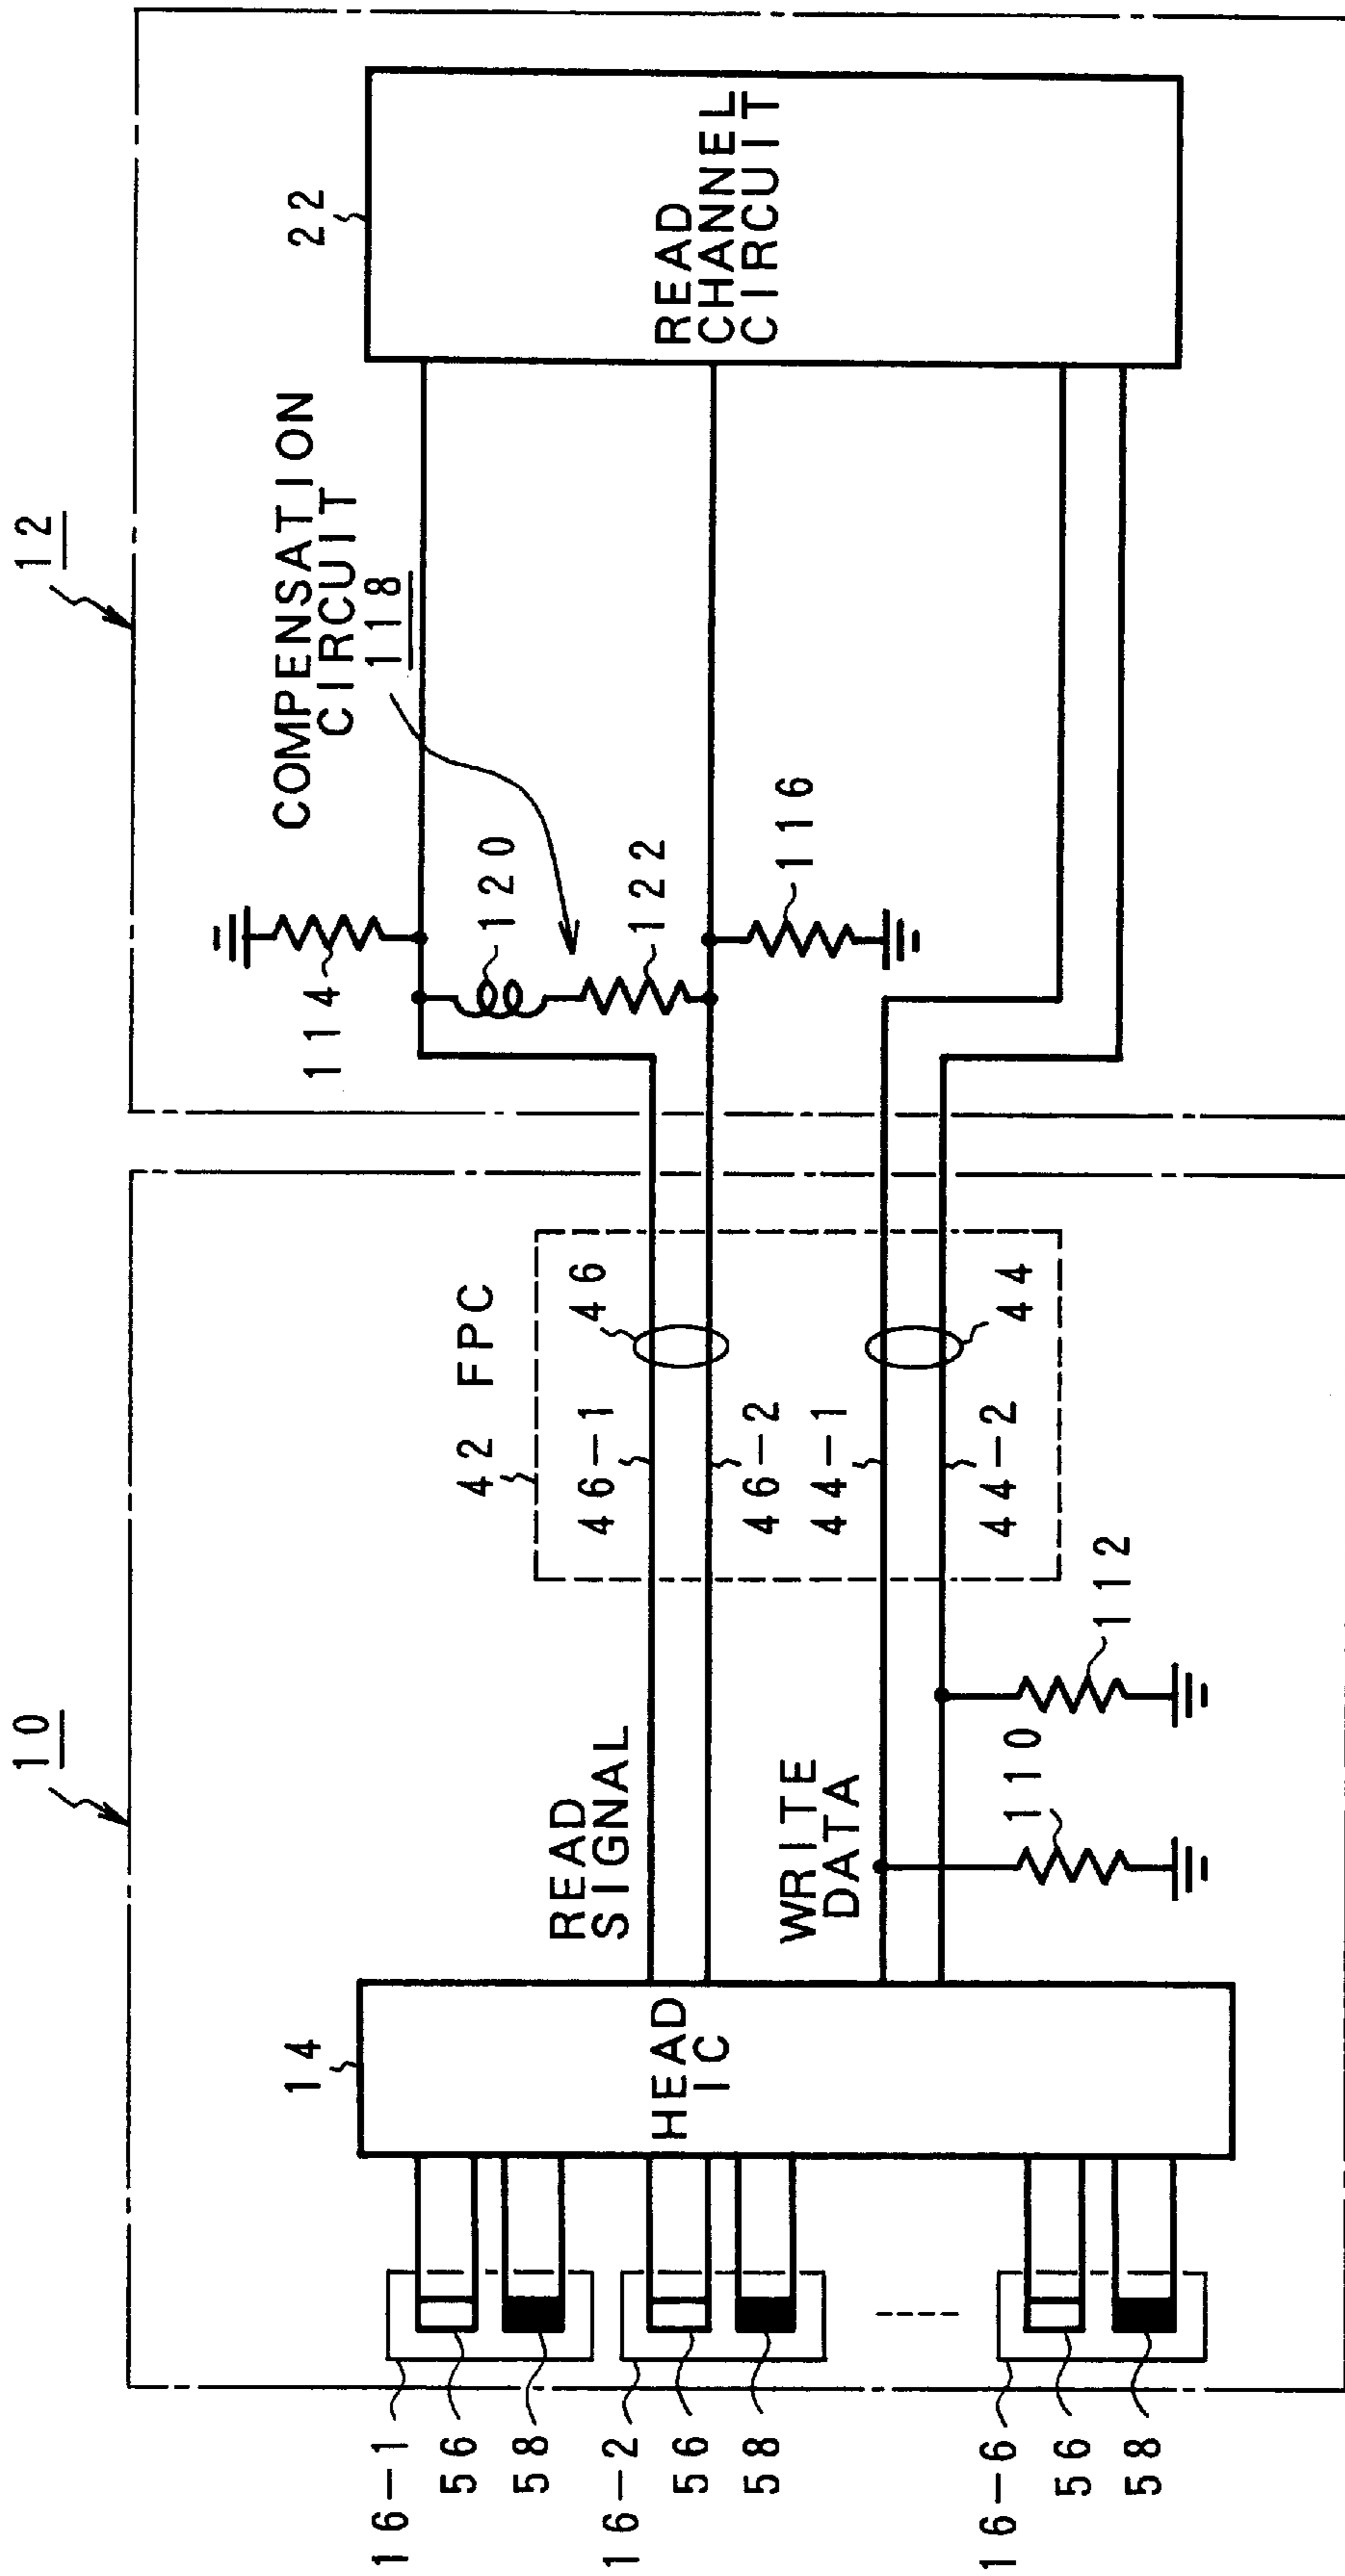 10
12
14
HEAD
IC
16-1
56
58
16-2
56
58
16-6
56
58
READ
SIGNAL
WRITE
DATA
110
112
42 FPC
46-1
46
46-2
44-1
44
44-2
114
COMPENSATION
CIRCUIT
118
120
122
116
22
READ
CHANNEL
CIRCUIT